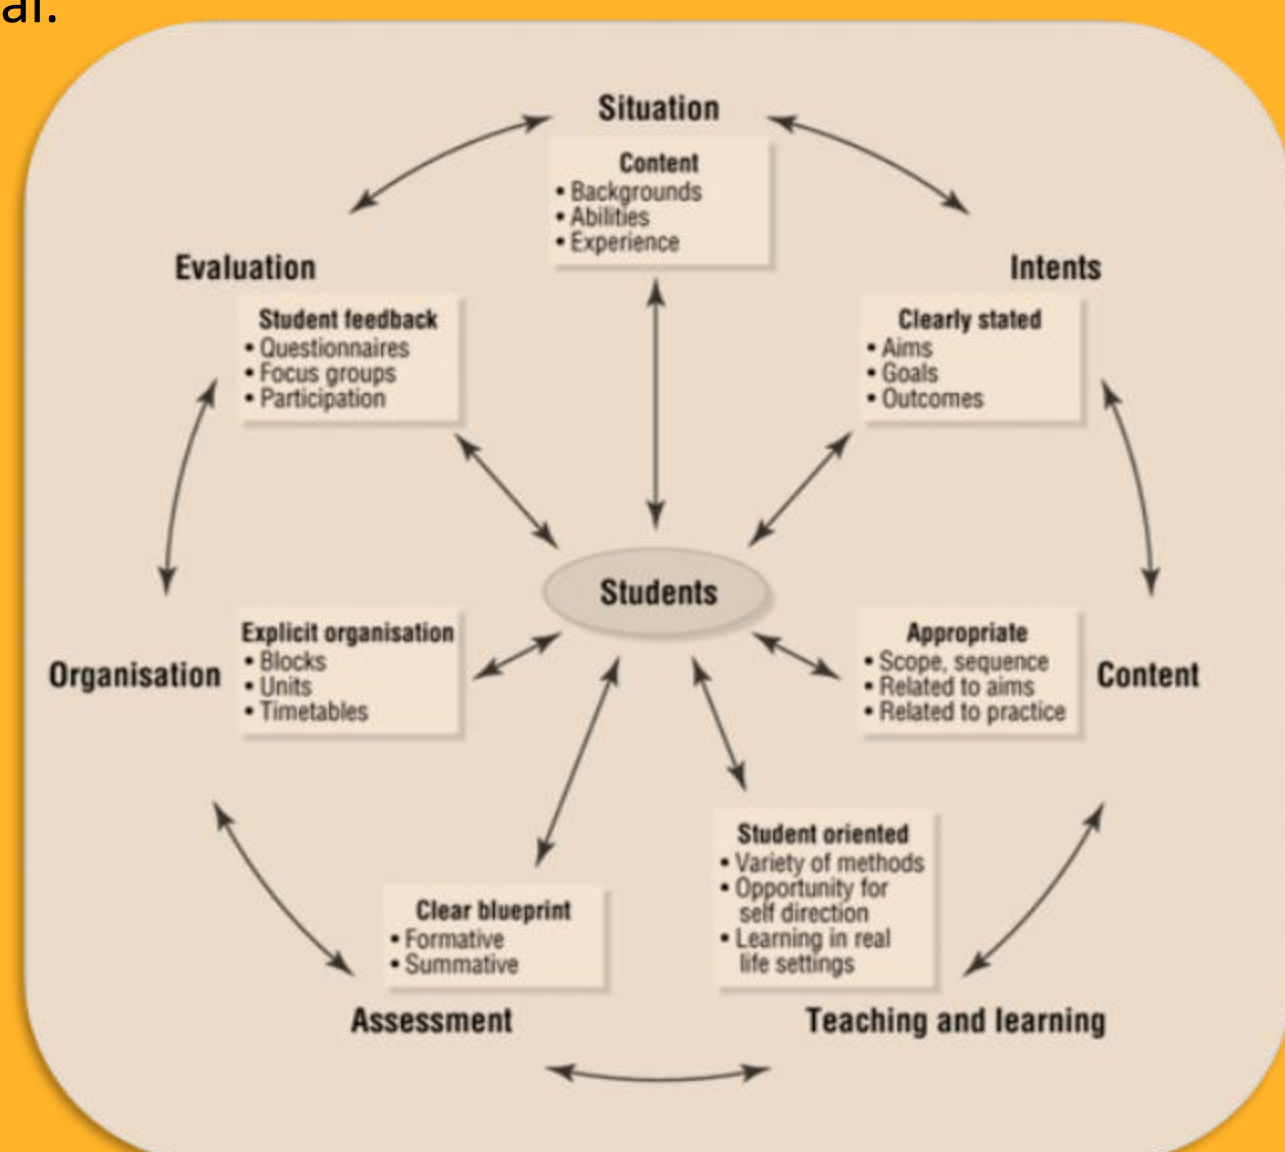 al.
Situation
Content
• Backgrounds
• Abilities
• Experience
Evaluation
Student feedback
• Questionnaires
• Focus groups
• Participation
Intents
Clearly stated
• Aims
• Goals
• Outcomes
Students
Organisation
Explicit organisation
• Blocks
• Units
• Timetables
Appropriate
• Scope, sequence
• Related to aims
• Related to practice
Content
Clear blueprint
• Formative
• Summative
Assessment
Student oriented
• Variety of methods
• Opportunity for
self direction
• Learning in real
life settings
Teaching and learning